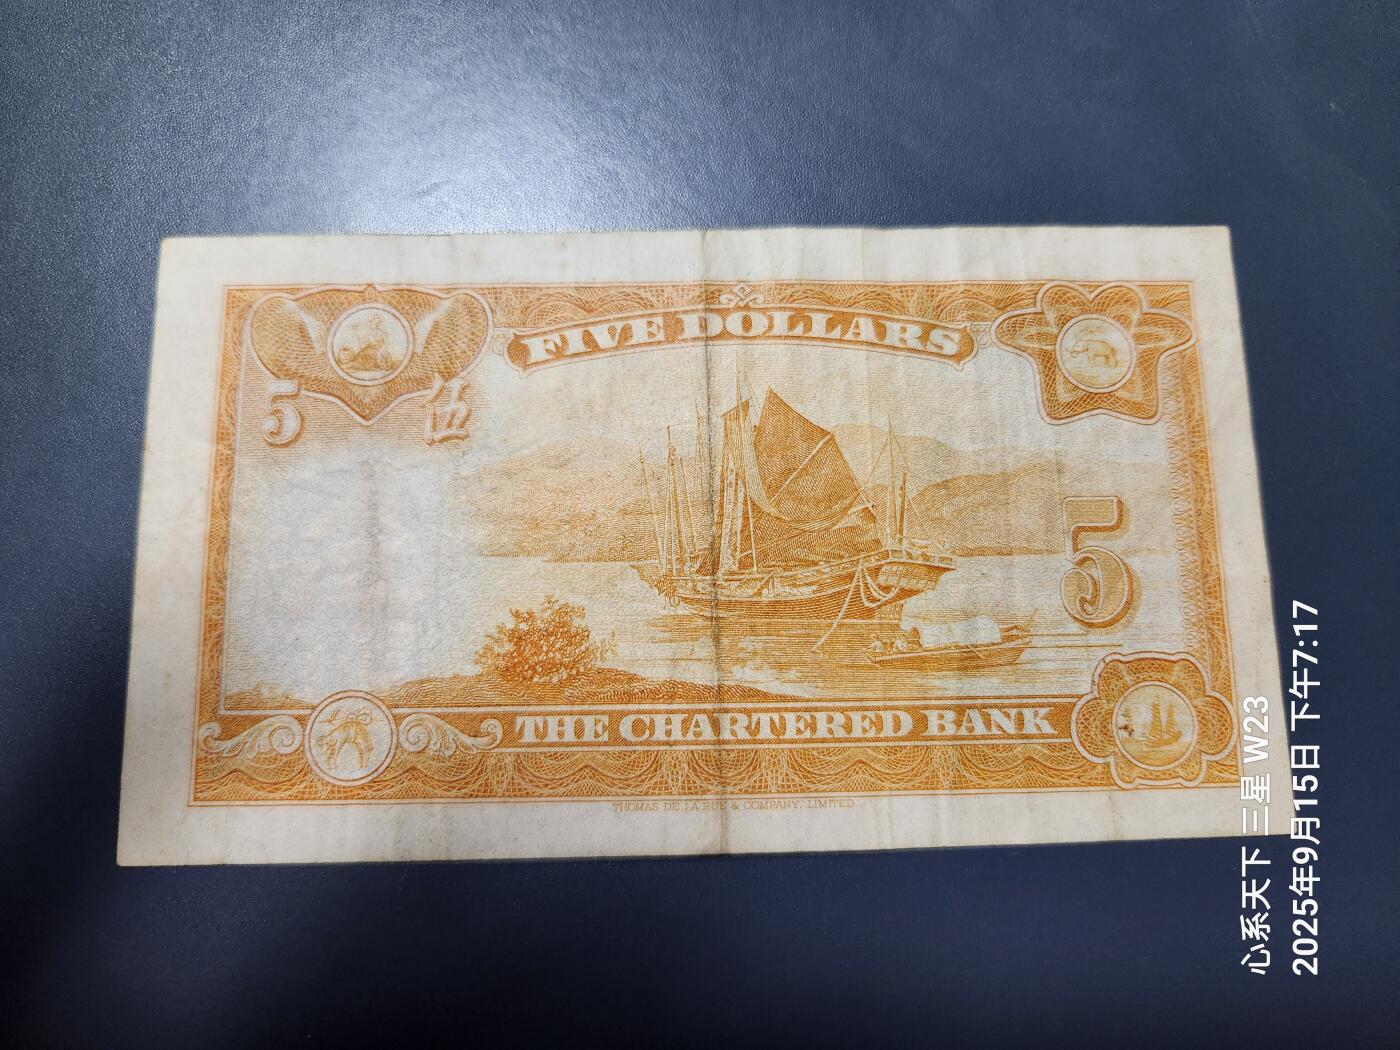 FIVE DOLLARS
5
伍
5
THE CHARTERED BANK
THOMAS DE LA RUE & COMPANY, LIMITED.
心系天下 三星 W23
2025年9月15日 下午7:17